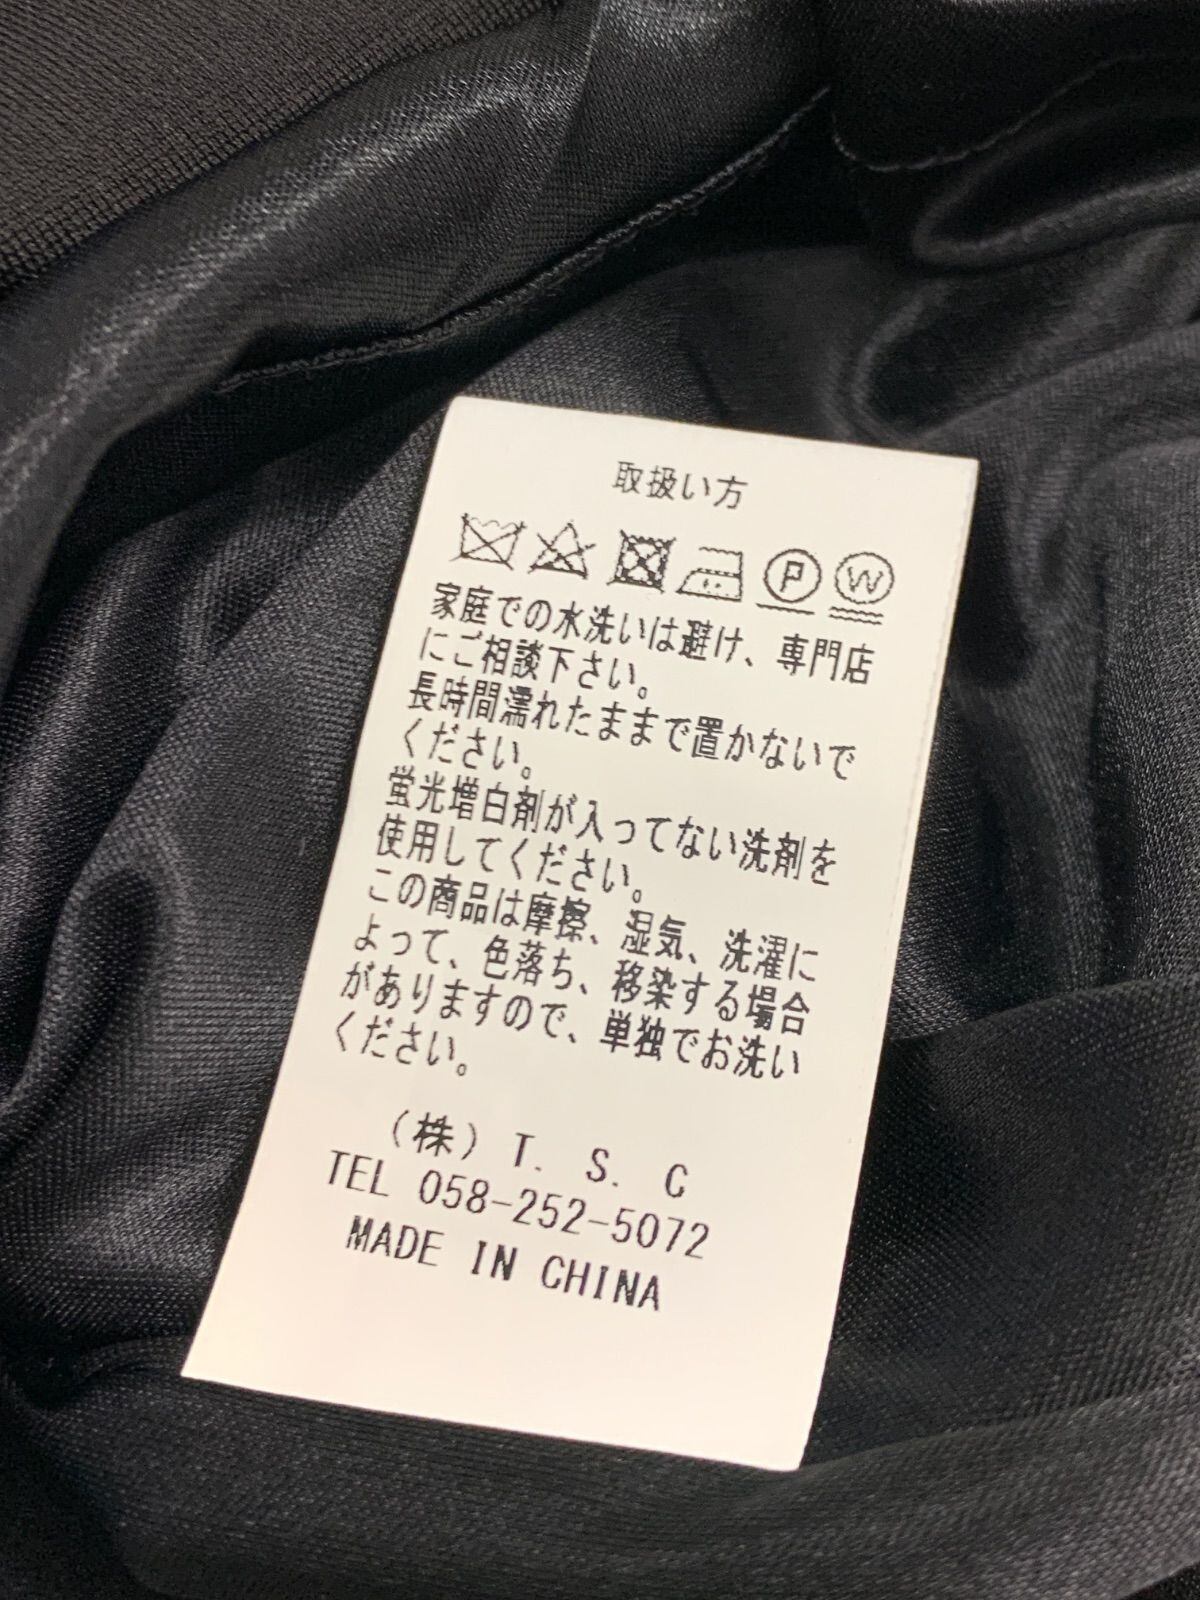 取扱い方
P W
家庭での水洗いは避け、専門店
にご相談下さい。
長時間濡れたままで置かないで
ください。
蛍光増白剤が入ってない洗剤を
使用してください。
この商品は摩擦、湿気、洗濯に
よって、色落ち、移染する場合
がありますので、単独でお洗い
ください。
(株) T. S. C
TEL 058-252-5072
MADE IN CHINA